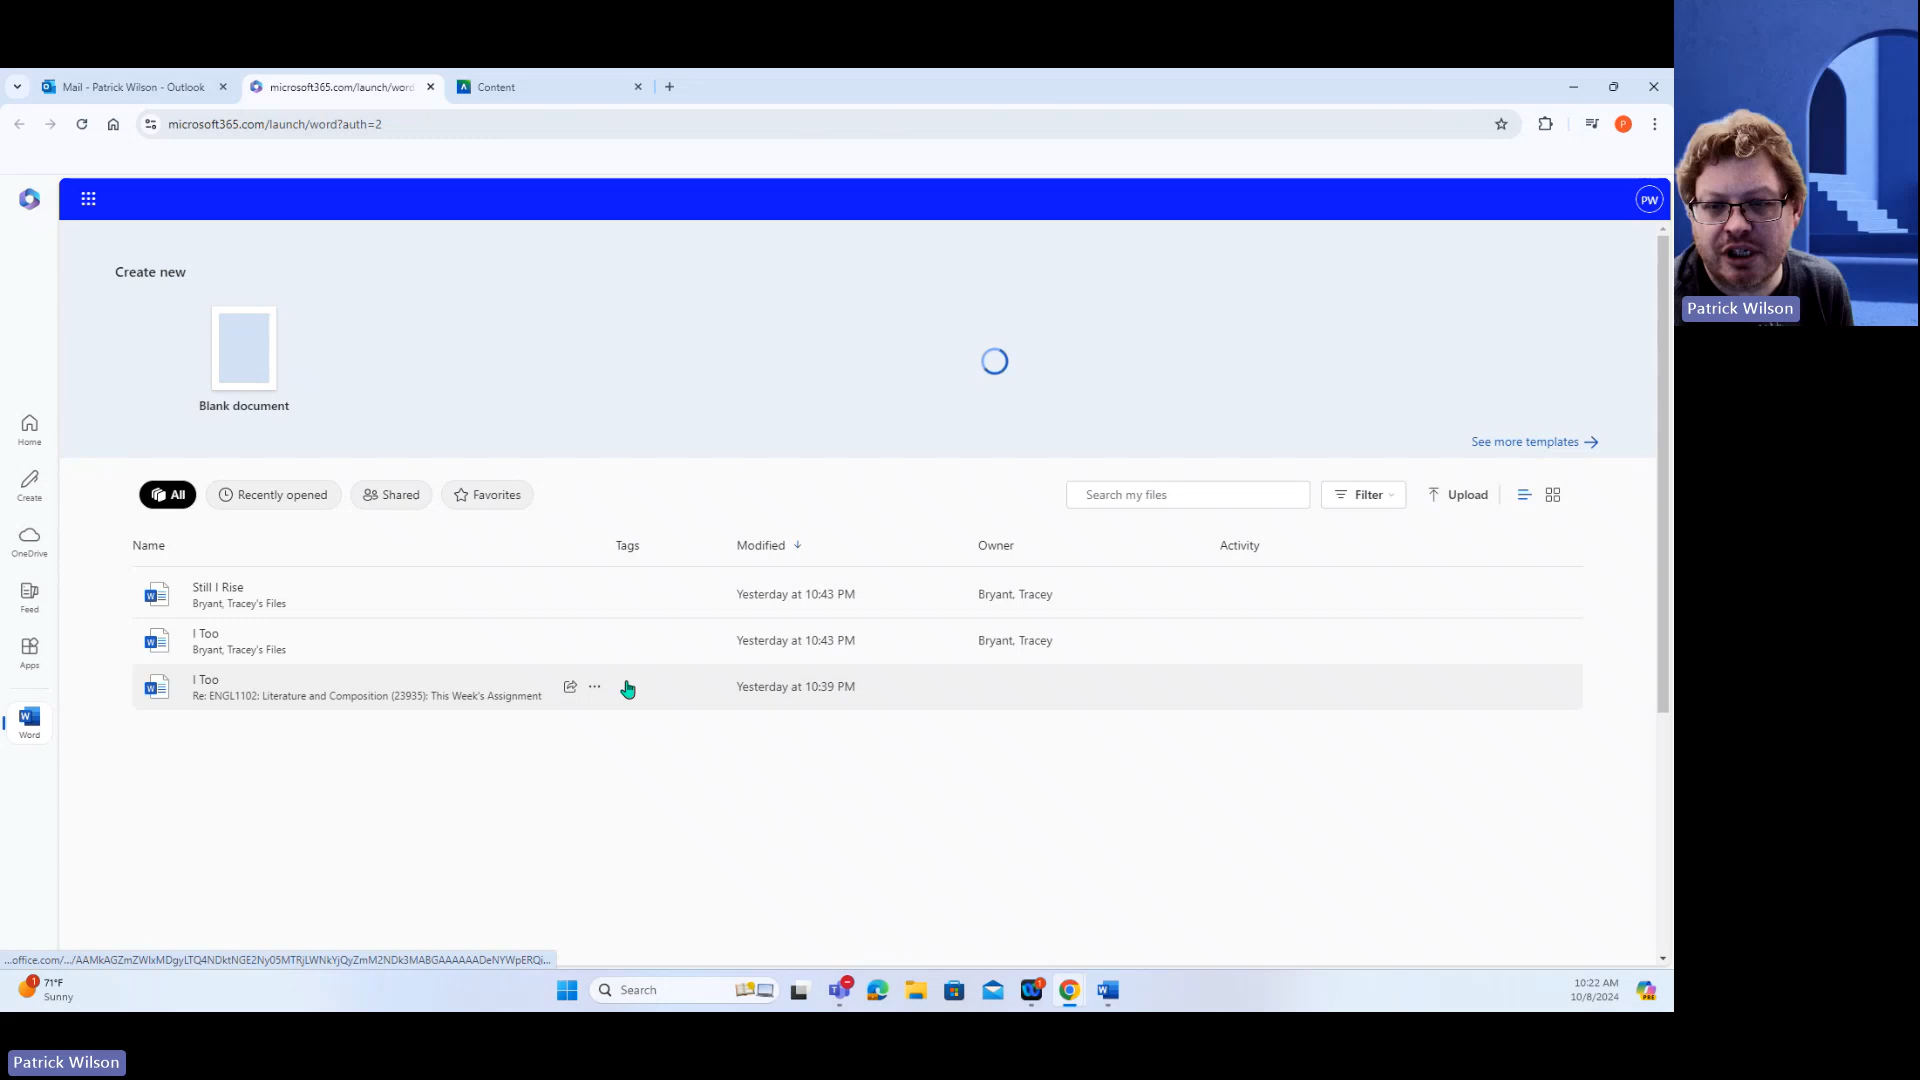 Mail - Patrick Wilson - Outlook
microsoft365.com/launch/word
Content
microsoft365.com/launch/word?auth=2
P
PW
Create new
Blank document
See more templates
Home
Create
OneDrive
Feed
Apps
Word
All
Recently opened
Shared
Favorites
Search my files
Filter
Upload
Name
Tags
Modified
Owner
Activity
Still I Rise
Bryant, Tracey's Files
Yesterday at 10:43 PM
Bryant, Tracey
I Too
Bryant, Tracey's Files
Yesterday at 10:43 PM
Bryant, Tracey
I Too
Re: ENGL1102: Literature and Composition (23935): This Week's Assignment
Yesterday at 10:39 PM
71°F
Sunny
Search
10:22 AM
10/8/2024
Patrick Wilson
Patrick Wilson